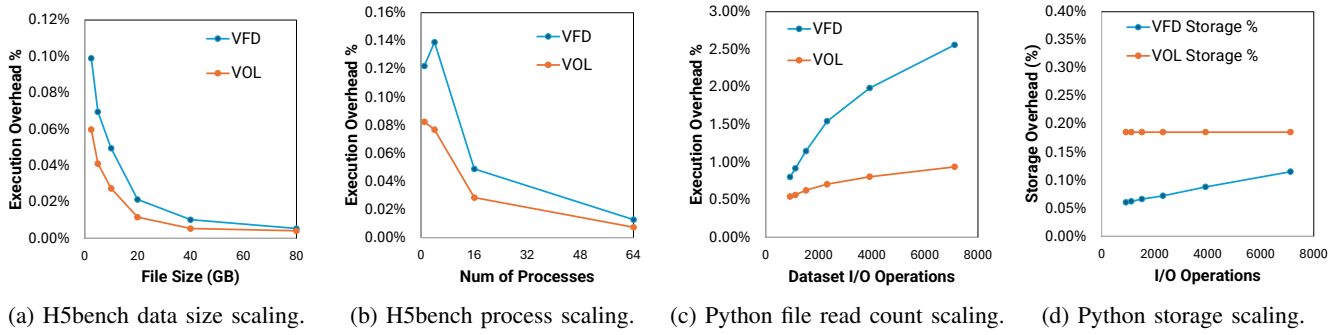 0.12%
0.10%
0.08%
0.06%
0.04%
0.02%
0.00%
Execution Overhead %
VFD
VOL
0 20 40 60 80
File Size (GB)
(a) H5bench data size scaling.
0.16%
0.14%
0.12%
0.10%
0.08%
0.06%
0.04%
0.02%
0.00%
Execution Overhead %
VFD
VOL
0 16 32 48 64
Num of Processes
(b) H5bench process scaling.
3.00%
2.50%
2.00%
1.50%
1.00%
0.50%
0.00%
Execution Overhead %
VFD
VOL
0 2000 4000 6000 8000
Dataset I/O Operations
(c) Python file read count scaling.
0.40%
0.35%
0.30%
0.25%
0.20%
0.15%
0.10%
0.05%
0.00%
Storage Overhead (%)
VFD Storage %
VOL Storage %
0 2000 4000 6000 8000
I/O Operations
(d) Python storage scaling.